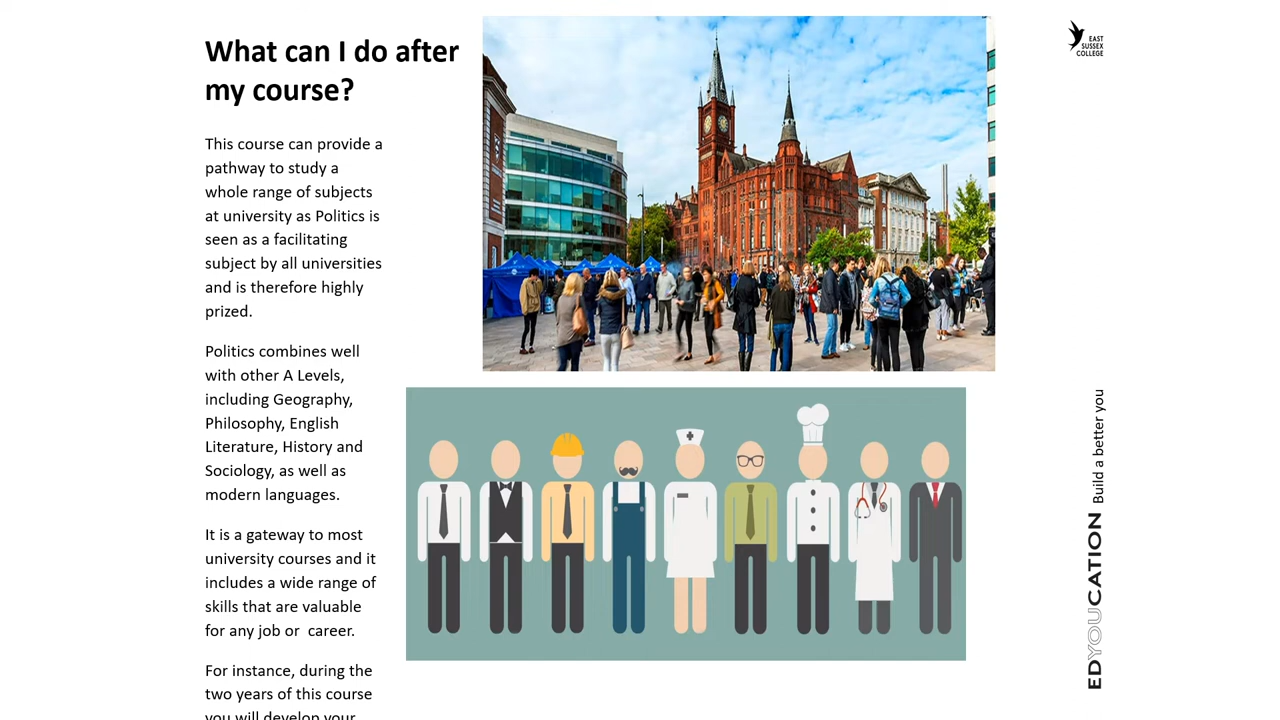 What can I do after
my course?
This course can provide a
pathway to study a
whole range of subjects
at university as Politics is
seen as a facilitating
subject by all universities
and is therefore highly
prized.
Politics combines well
with other A Levels,
including Geography,
Philosophy, English
Literature, History and
Sociology, as well as
modern languages.
It is a gateway to most
university courses and it
includes a wide range of
skills that are valuable
for any job or  career.
For instance, during the
two years of this course
you will develop your
EAST
SUSSEX
COLLEGE
EDYOUCATION Build a better you